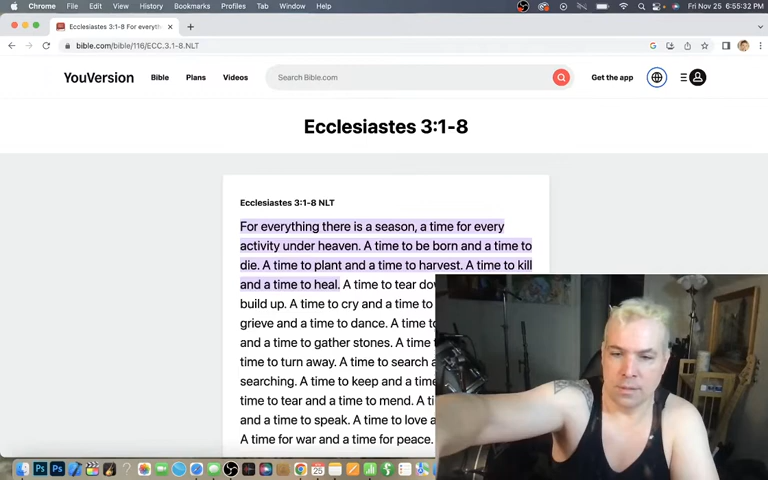 Chrome File Edit View History Bookmarks Profiles Tab Window Help Fri Nov 25 6:55:32 PM
Ecclesiastes 3:1-8 For everyth
bible.com/bible/116/ECC.3.1-8.NLT
YouVersion Bible Plans Videos Search Bible.com Get the app
Ecclesiastes 3:1-8
Ecclesiastes 3:1-8 NLT
For everything there is a season, a time for every
activity under heaven. A time to be born and a time to
die. A time to plant and a time to harvest. A time to kill
and a time to heal. A time to tear dow
build up. A time to cry and a time to
grieve and a time to dance. A time
and a time to gather stones. A time
time to turn away. A time to search a
searching. A time to keep and a time
time to tear and a time to mend. A ti
and a time to speak. A time to love a
A time for war and a time for peace.